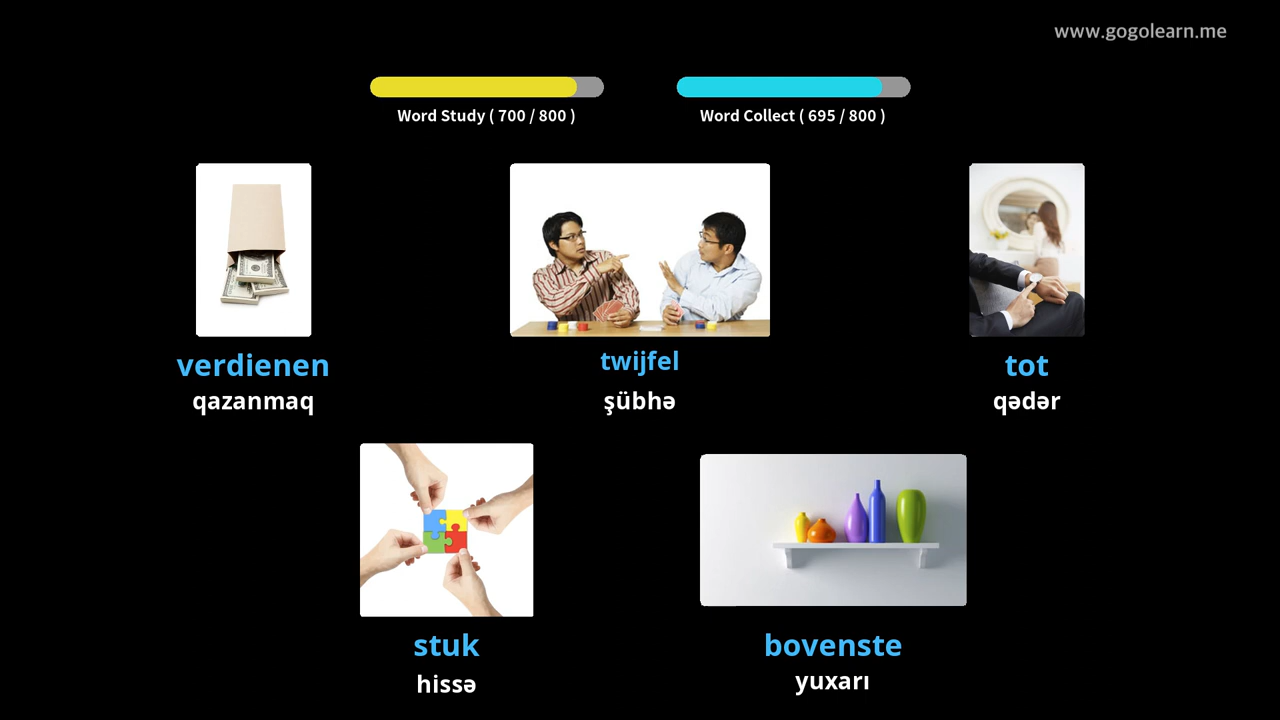 www.gogolearn.me
Word Study ( 700 / 800 )
Word Collect ( 695 / 800 )
verdienen
qazanmaq
twijfel
şübhə
tot
qədər
stuk
hissə
bovenste
yuxarı